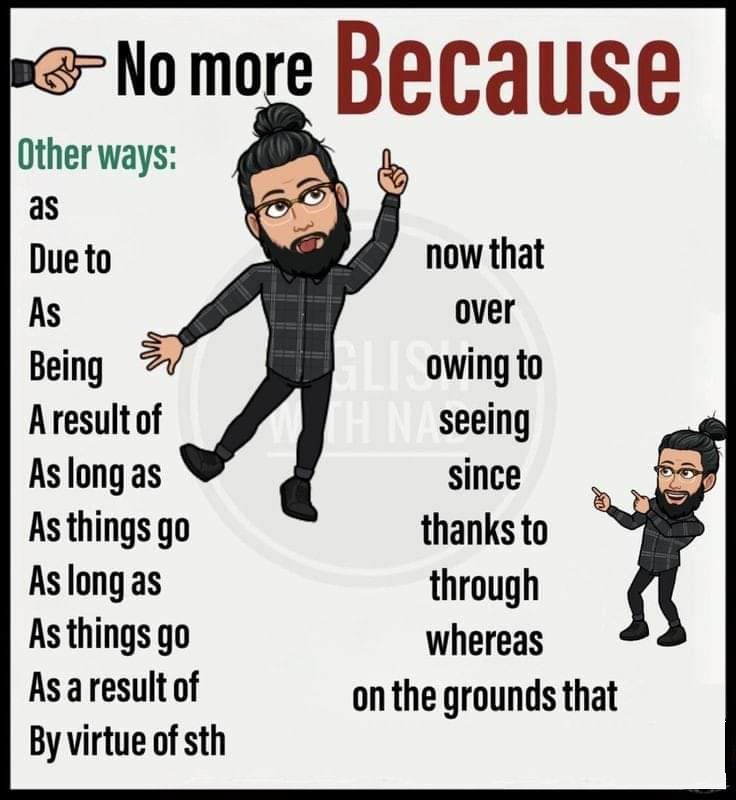 No more Because
Other ways:
as
Due to
As
Being
A result of
As long as
As things go
As long as
As things go
As a result of
By virtue of sth
now that
over
owing to
seeing
since
thanks to
through
whereas
on the grounds that
GLISH
WITH NAD